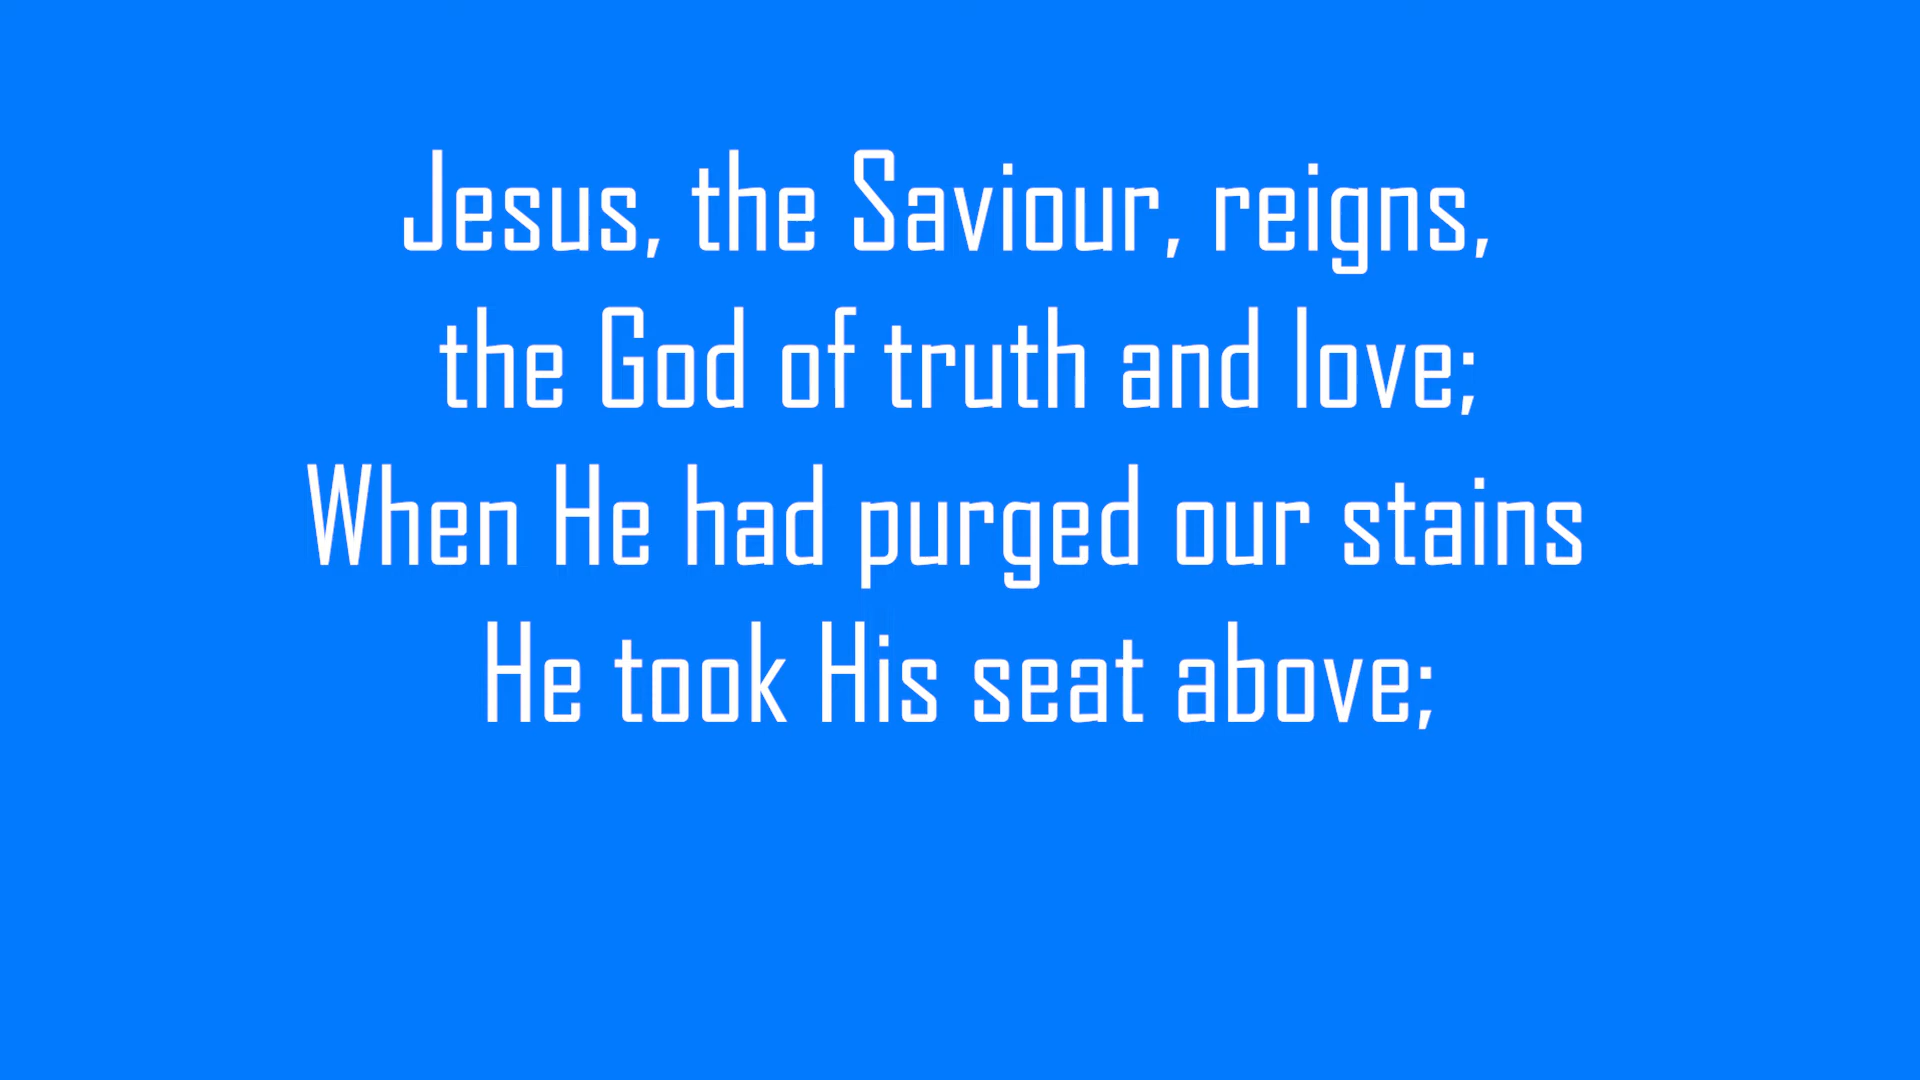 Jesus, the Saviour, reigns,
the God of truth and love;
When He had purged our stains
He took His seat above;